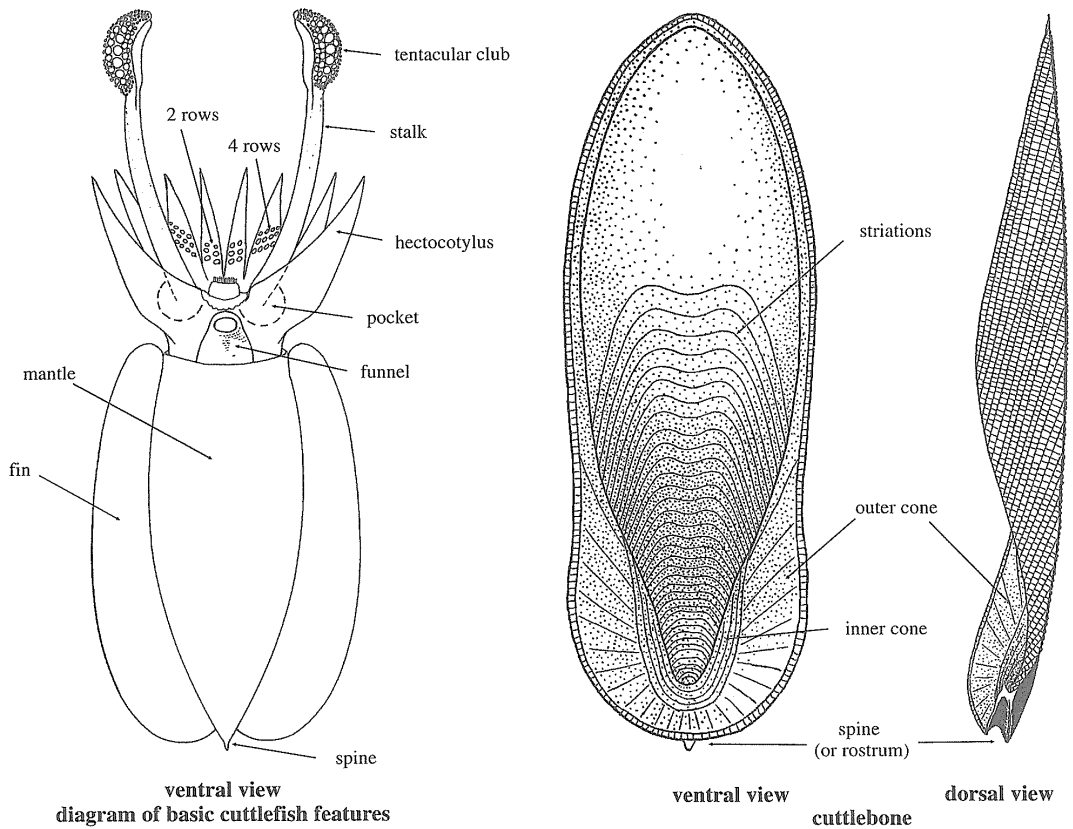 tentacular club
2 rows
stalk
4 rows
hectocotylus
pocket
funnel
mantle
fin
spine
ventral view
diagram of basic cuttlefish features
striations
outer cone
inner cone
spine
(or rostrum)
ventral view
dorsal view
cuttlebone